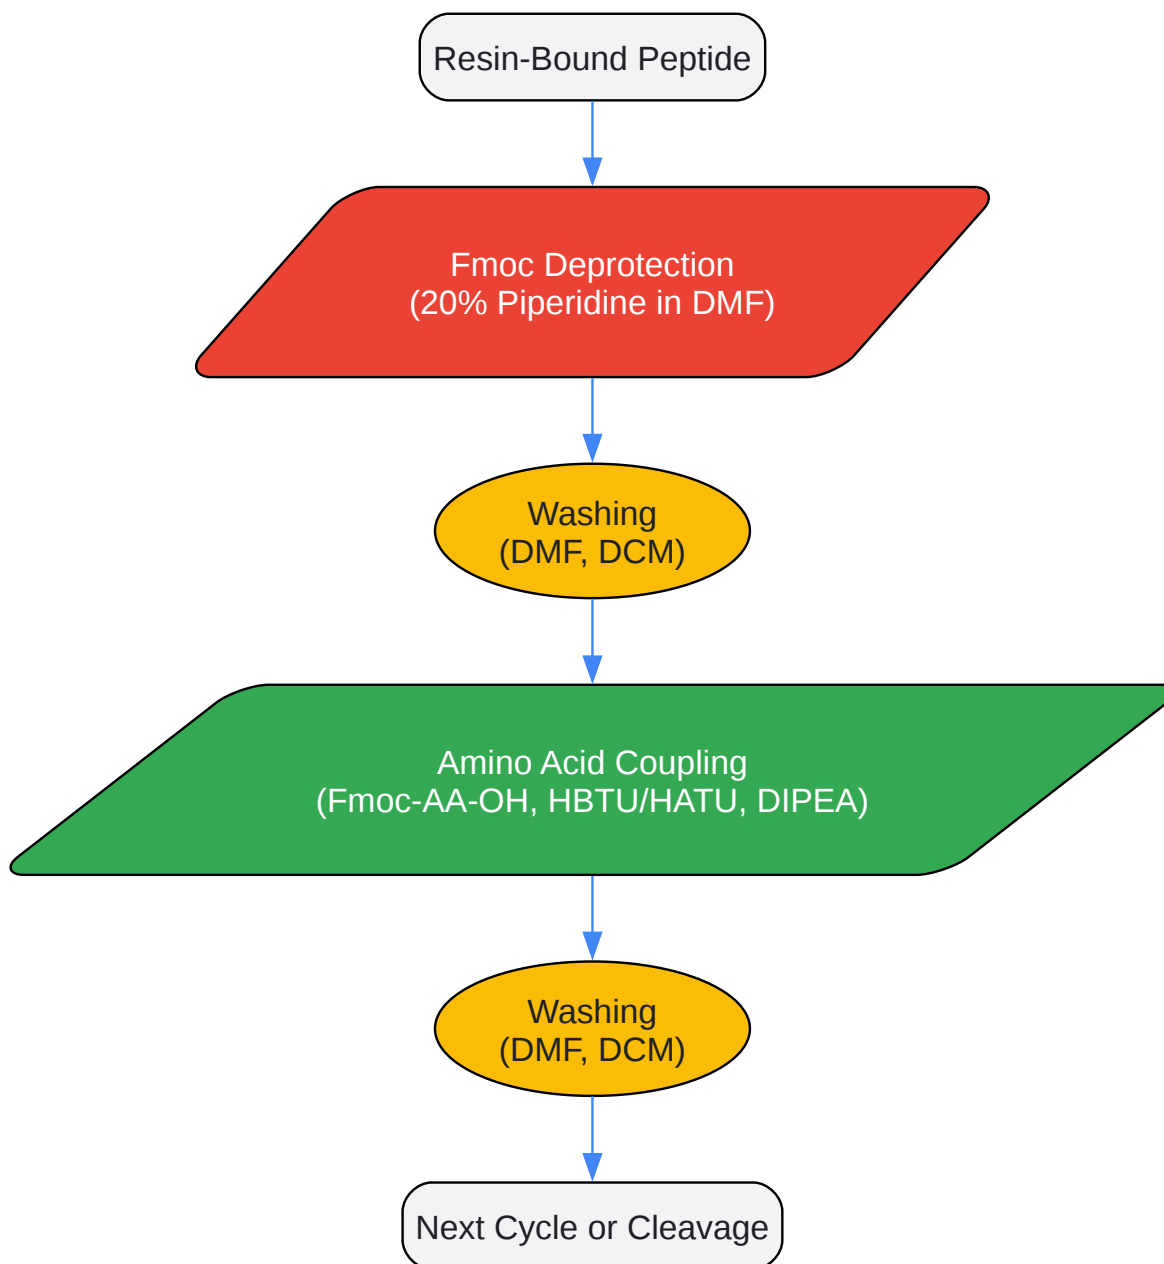 Resin-Bound Peptide
Fmoc Deprotection
(20% Piperidine in DMF)
Washing
(DMF, DCM)
Amino Acid Coupling
(Fmoc-AA-OH, HBTU/HATU, DIPEA)
Washing
(DMF, DCM)
Next Cycle or Cleavage